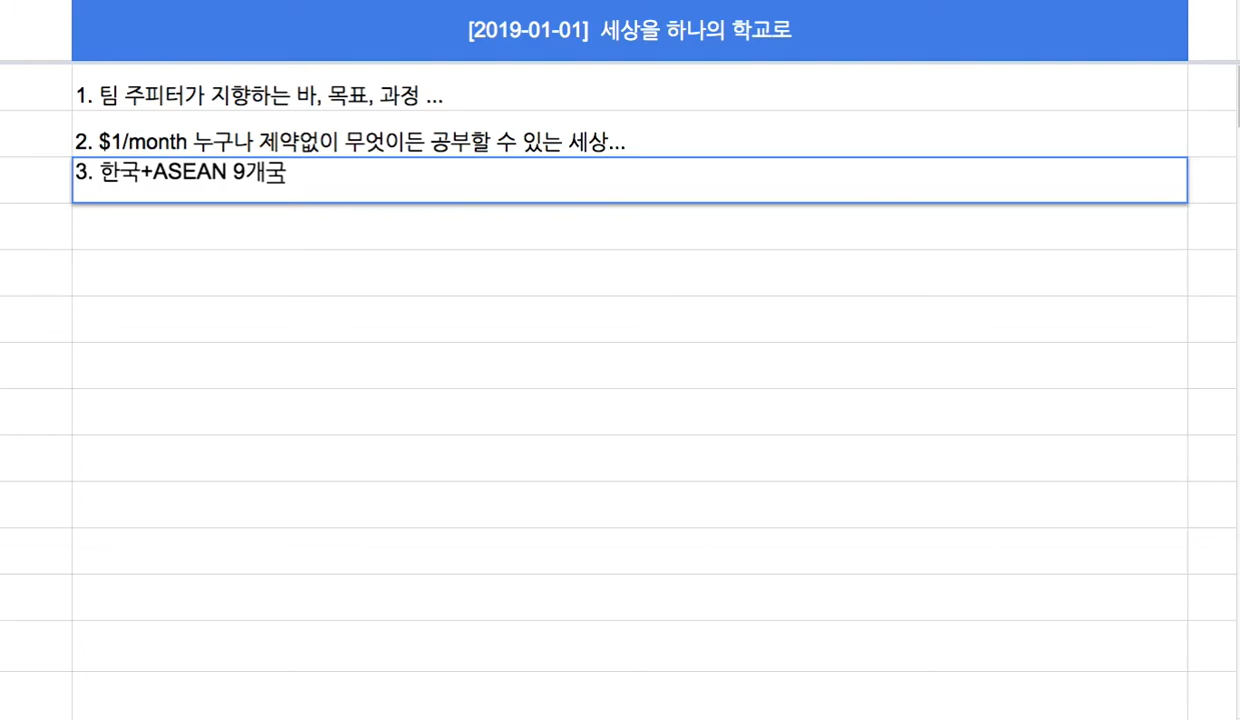 [2019-01-01] 세상을 하나의 학교로
1. 팀 주피터가 지향하는 바, 목표, 과정 ...
2. $1/month 누구나 제약없이 무엇이든 공부할 수 있는 세상...
3. 한국+ASEAN 9개국